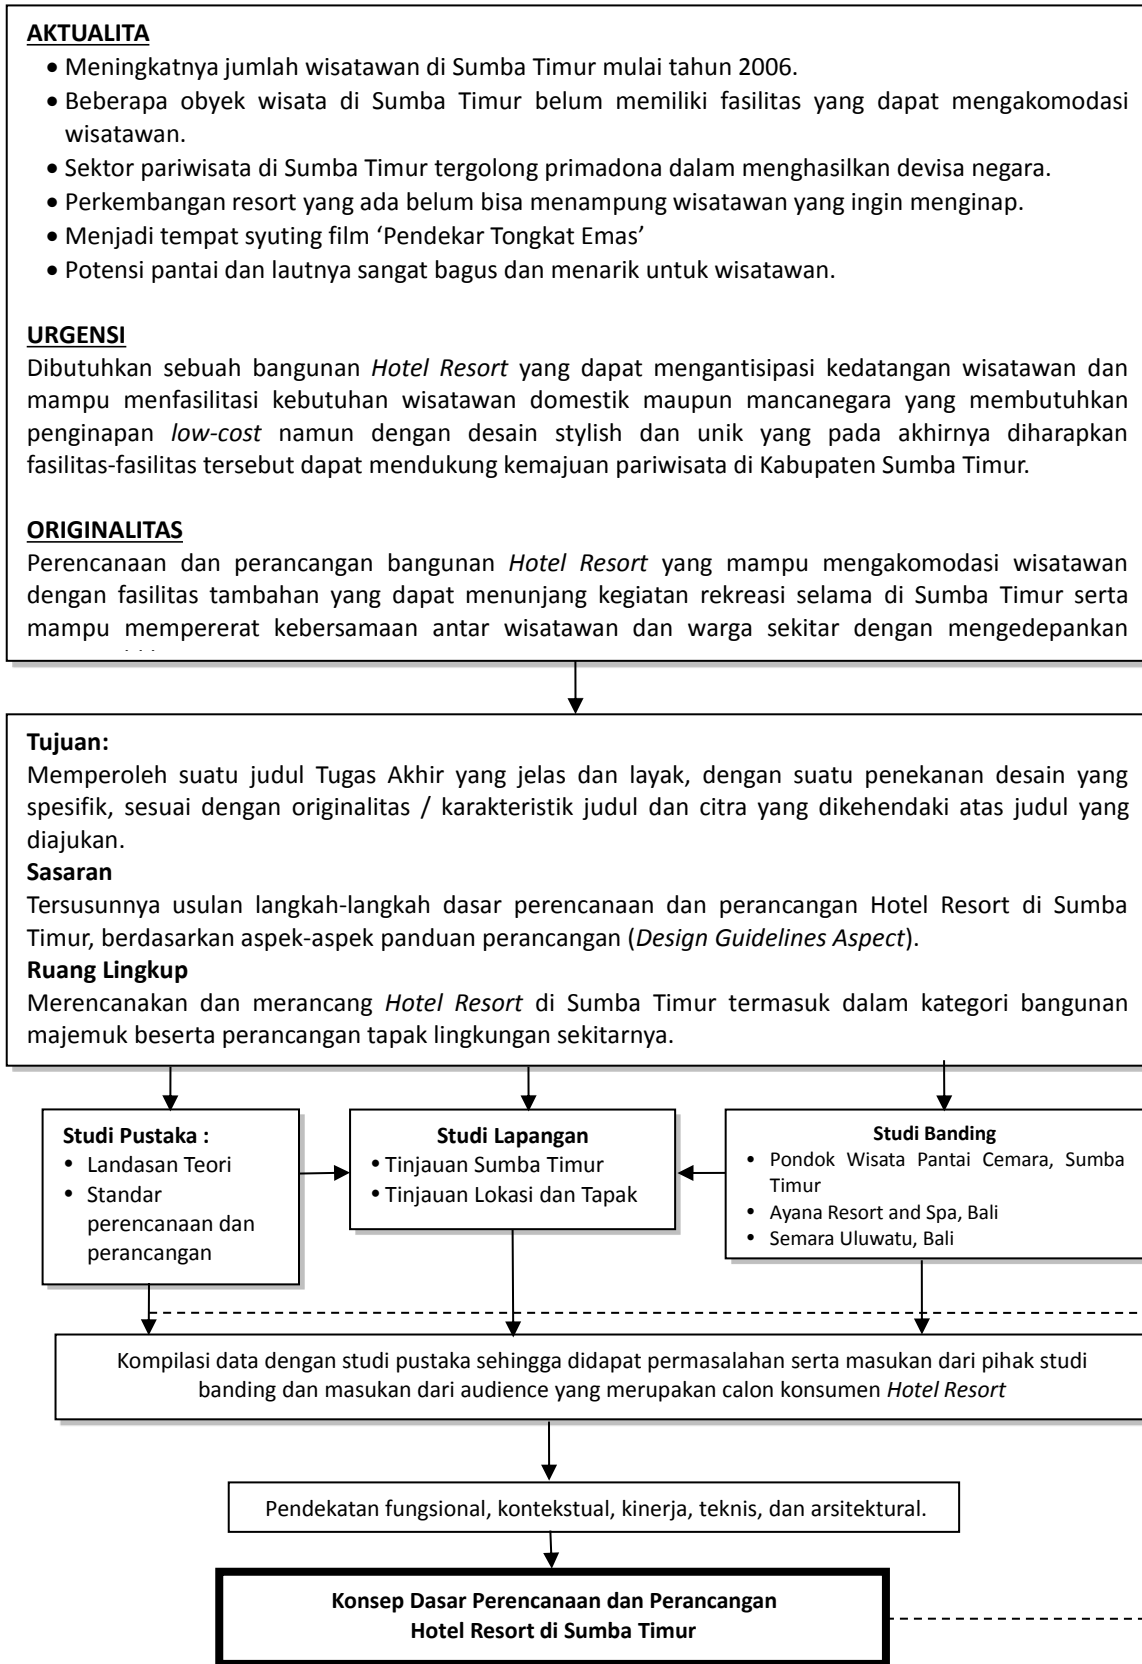 AKTUALITA
• Meningkatnya jumlah wisatawan di Sumba Timur mulai tahun 2006.
• Beberapa obyek wisata di Sumba Timur belum memiliki fasilitas yang dapat mengakomodasi
wisatawan.
• Sektor pariwisata di Sumba Timur tergolong primadona dalam menghasilkan devisa negara.
• Perkembangan resort yang ada belum bisa menampung wisatawan yang ingin menginap.
• Menjadi tempat syuting film ‘Pendekar Tongkat Emas’
• Potensi pantai dan lautnya sangat bagus dan menarik untuk wisatawan.
URGENSI
Dibutuhkan sebuah bangunan Hotel Resort yang dapat mengantisipasi kedatangan wisatawan dan
mampu menfasilitasi kebutuhan wisatawan domestik maupun mancanegara yang membutuhkan
penginapan low-cost namun dengan desain stylish dan unik yang pada akhirnya diharapkan
fasilitas-fasilitas tersebut dapat mendukung kemajuan pariwisata di Kabupaten Sumba Timur.
ORIGINALITAS
Perencanaan dan perancangan bangunan Hotel Resort yang mampu mengakomodasi wisatawan
dengan fasilitas tambahan yang dapat menunjang kegiatan rekreasi selama di Sumba Timur serta
mampu mempererat kebersamaan antar wisatawan dan warga sekitar dengan mengedepankan
Tujuan:
Memperoleh suatu judul Tugas Akhir yang jelas dan layak, dengan suatu penekanan desain yang
spesifik, sesuai dengan originalitas / karakteristik judul dan citra yang dikehendaki atas judul yang
diajukan.
Sasaran
Tersusunnya usulan langkah-langkah dasar perencanaan dan perancangan Hotel Resort di Sumba
Timur, berdasarkan aspek-aspek panduan perancangan (Design Guidelines Aspect).
Ruang Lingkup
Merencanakan dan merancang Hotel Resort di Sumba Timur termasuk dalam kategori bangunan
majemuk beserta perancangan tapak lingkungan sekitarnya.
Studi Pustaka :
• Landasan Teori
• Standar
perencanaan dan
perancangan
Studi Lapangan
• Tinjauan Sumba Timur
• Tinjauan Lokasi dan Tapak
Studi Banding
• Pondok Wisata Pantai Cemara, Sumba
Timur
• Ayana Resort and Spa, Bali
• Semara Uluwatu, Bali
Kompilasi data dengan studi pustaka sehingga didapat permasalahan serta masukan dari pihak studi
banding dan masukan dari audience yang merupakan calon konsumen Hotel Resort
Pendekatan fungsional, kontekstual, kinerja, teknis, dan arsitektural.
Konsep Dasar Perencanaan dan Perancangan
Hotel Resort di Sumba Timur